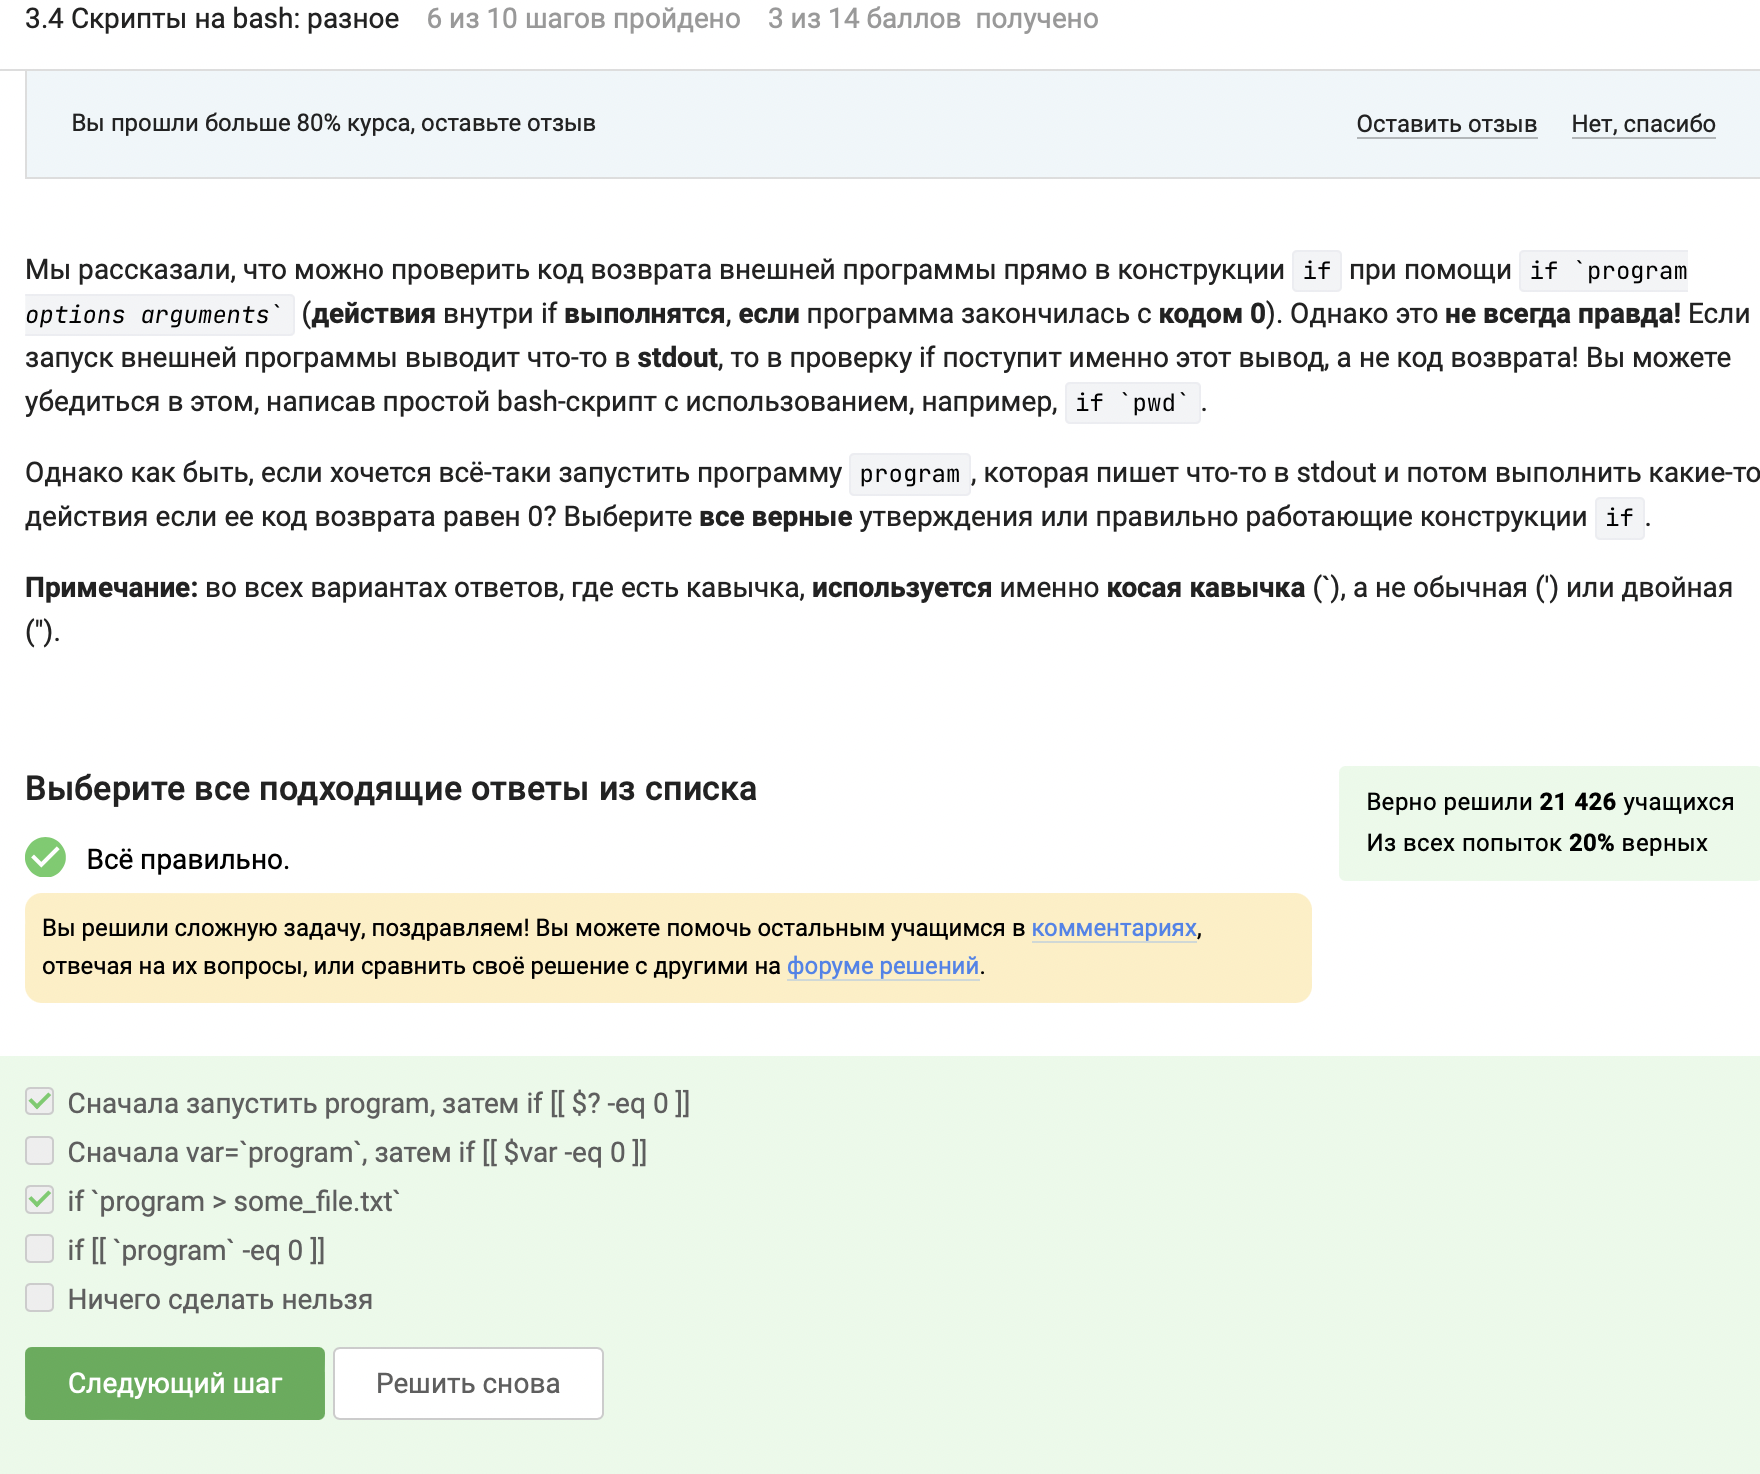 3.4 Скрипты на bash: разное 6 из 10 шагов пройдено 3 из 14 баллов получено
Вы прошли больше 80% курса, оставьте отзыв Оставить отзыв Нет, спасибо
Мы рассказали, что можно проверить код возврата внешней программы прямо в конструкции if при помощи if `program
options arguments` (действия внутри if выполнятся, если программа закончилась с кодом 0). Однако это не всегда правда! Если
запуск внешней программы выводит что-то в stdout, то в проверку if поступит именно этот вывод, а не код возврата! Вы можете
убедиться в этом, написав простой bash-скрипт с использованием, например, if `pwd`.
Однако как быть, если хочется всё-таки запустить программу program, которая пишет что-то в stdout и потом выполнить какие-то
действия если ее код возврата равен 0? Выберите все верные утверждения или правильно работающие конструкции if.
Примечание: во всех вариантах ответов, где есть кавычка, используется именно косая кавычка (`), а не обычная (') или двойная
(").
Выберите все подходящие ответы из списка
Верно решили 21 426 учащихся
Из всех попыток 20% верных
Всё правильно.
Вы решили сложную задачу, поздравляем! Вы можете помочь остальным учащимся в комментариях,
отвечая на их вопросы, или сравнить своё решение с другими на форуме решений.
Сначала запустить program, затем if [[ $? -eq 0 ]]
Сначала var=`program`, затем if [[ $var -eq 0 ]]
if `program > some_file.txt`
if [[ `program` -eq 0 ]]
Ничего сделать нельзя
Следующий шаг Решить снова